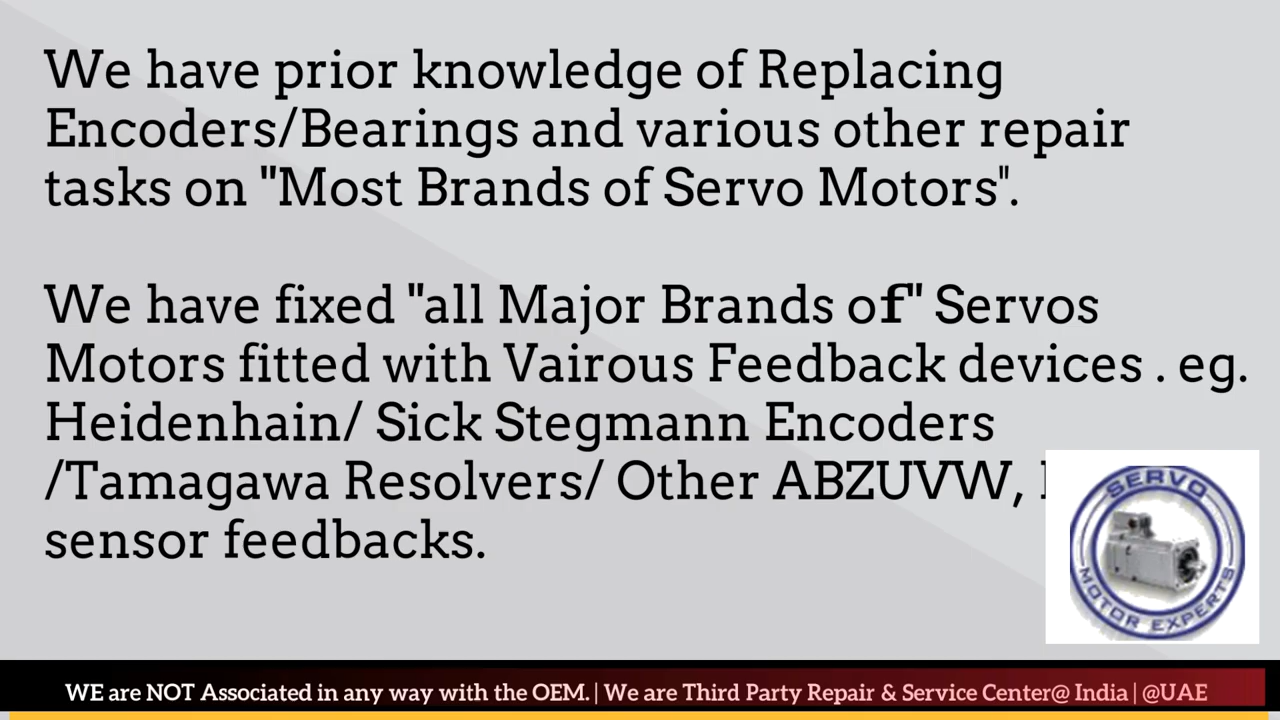 We have prior knowledge of Replacing
Encoders/Bearings and various other repair
tasks on "Most Brands of Servo Motors".
We have fixed "all Major Brands of" Servos
Motors fitted with Vairous Feedback devices . eg.
Heidenhain/ Sick Stegmann Encoders
/Tamagawa Resolvers/ Other ABZUVW,
sensor feedbacks.
SERVO
MOTOR EXPERTS
WE are NOT Associated in any way with the OEM. | We are Third Party Repair & Service Center@ India | @UAE